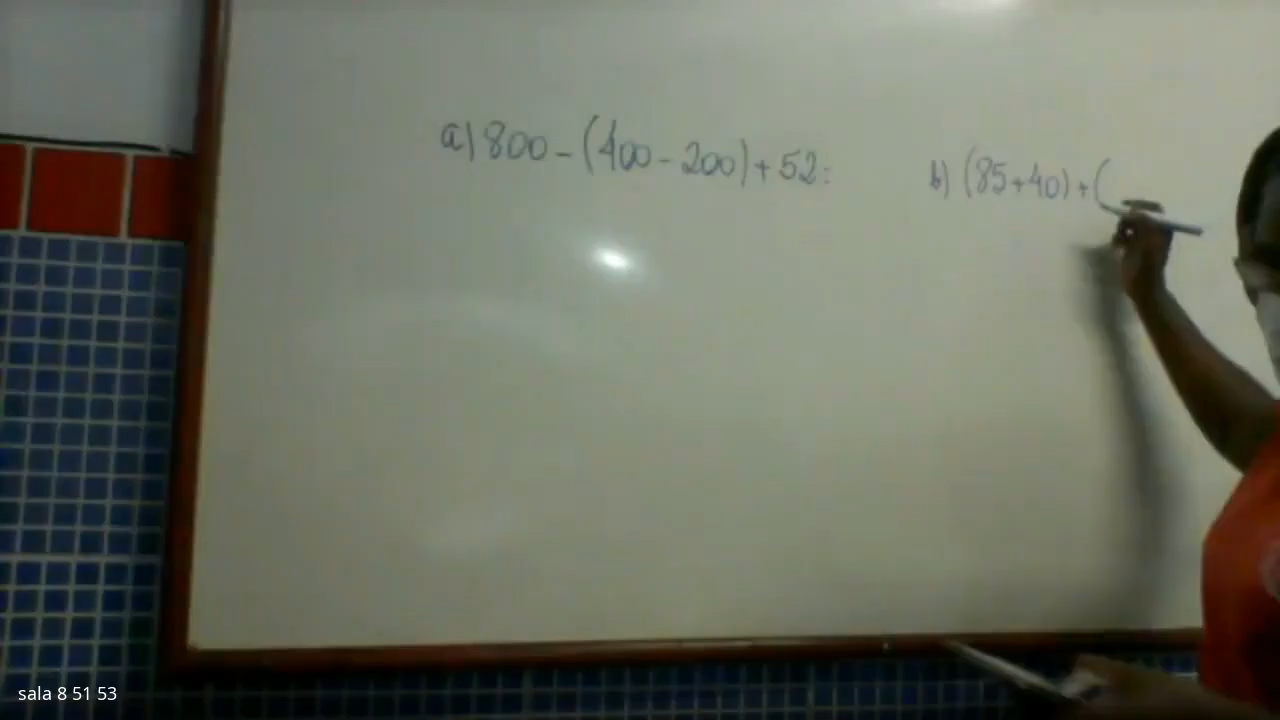 a) 800 - (400 - 200) + 52:
b) (85 + 40) + (
sala 8 51 53